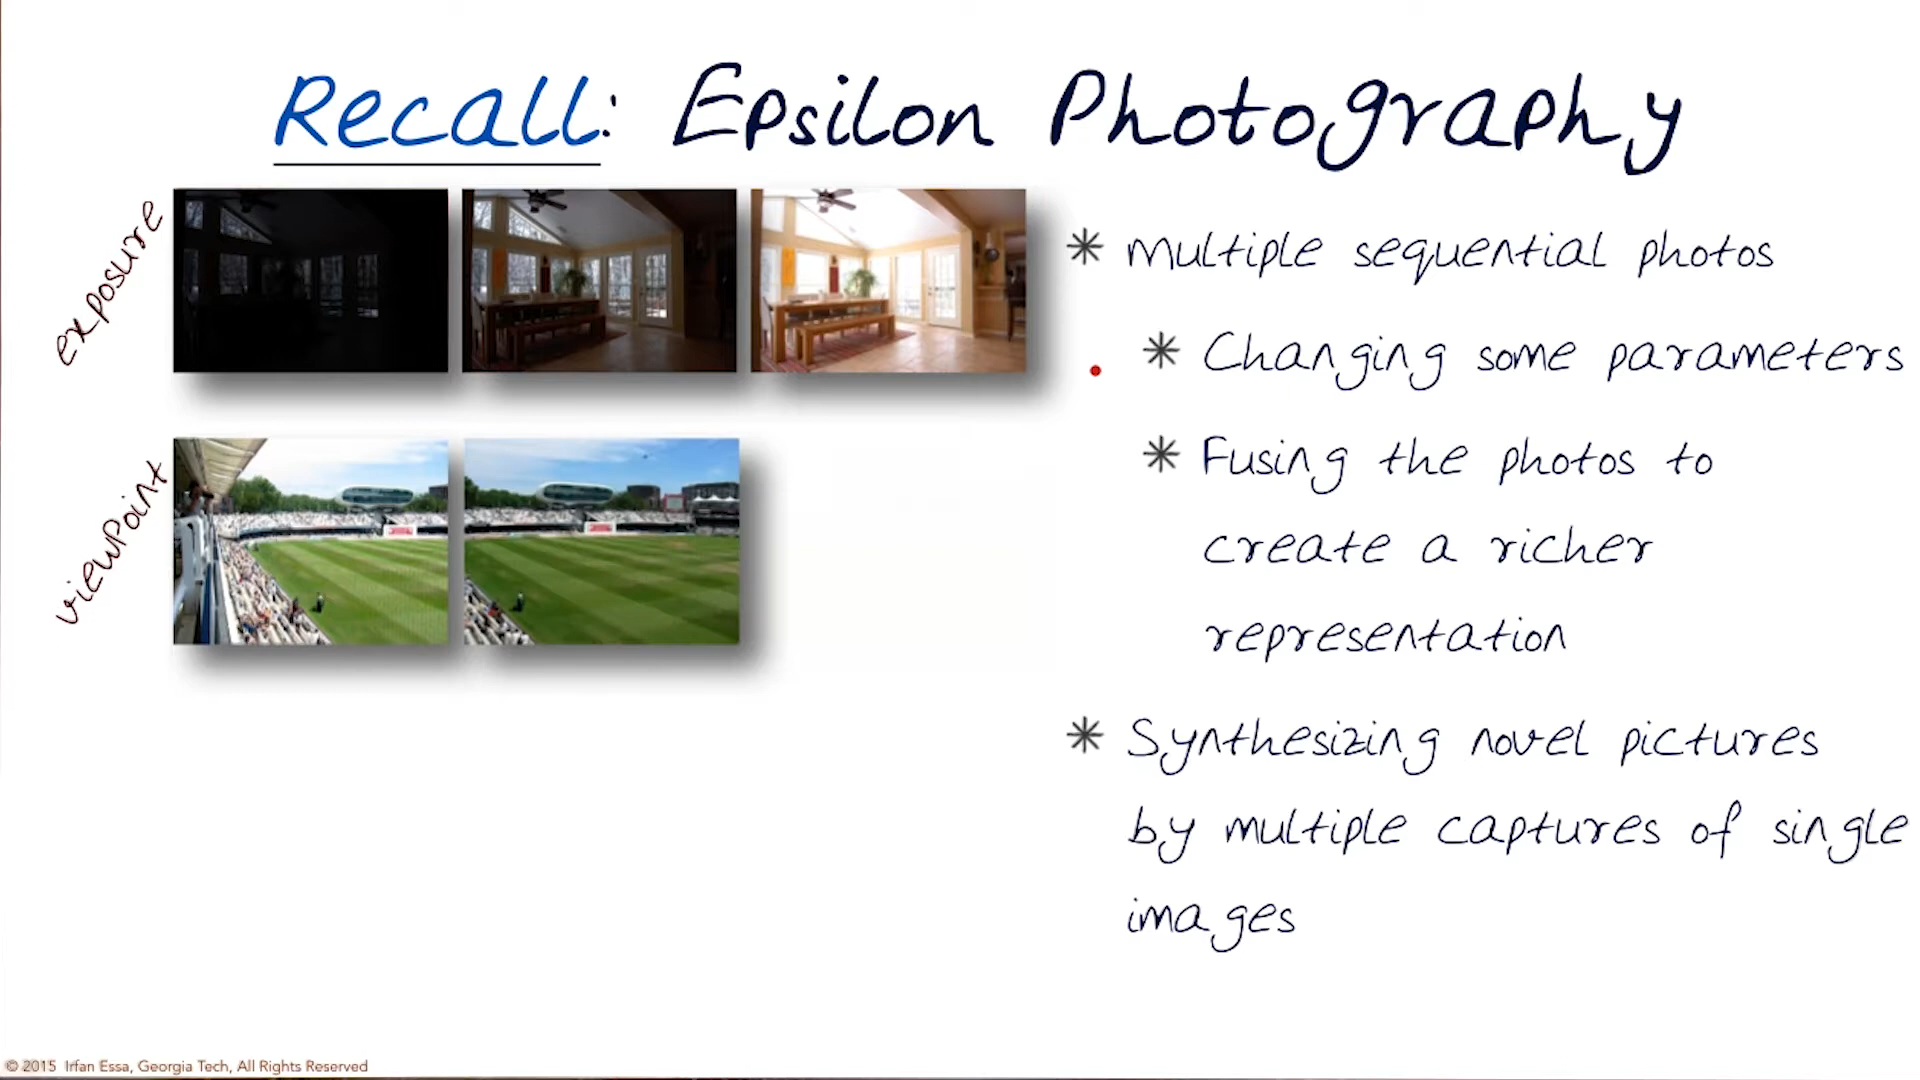 Recall: Epsilon Photography
exposure
viewpoint
* Multiple sequential photos
* Changing some parameters
* Fusing the photos to
create a richer
representation
* Synthesizing novel pictures
by multiple captures of single
images
© 2015 Irfan Essa, Georgia Tech, All Rights Reserved